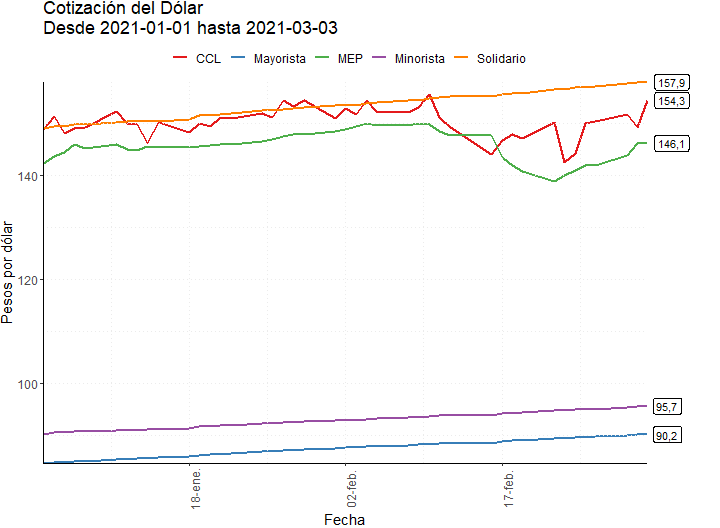 Cotización del Dólar
Desde 2021-01-01 hasta 2021-03-03
CCL Mayorista MEP Minorista Solidario
157,9
154,3
146,1
140
120
100
95,7
90,2
Pesos por dólar
18-ene.
02-feb.
17-feb.
Fecha